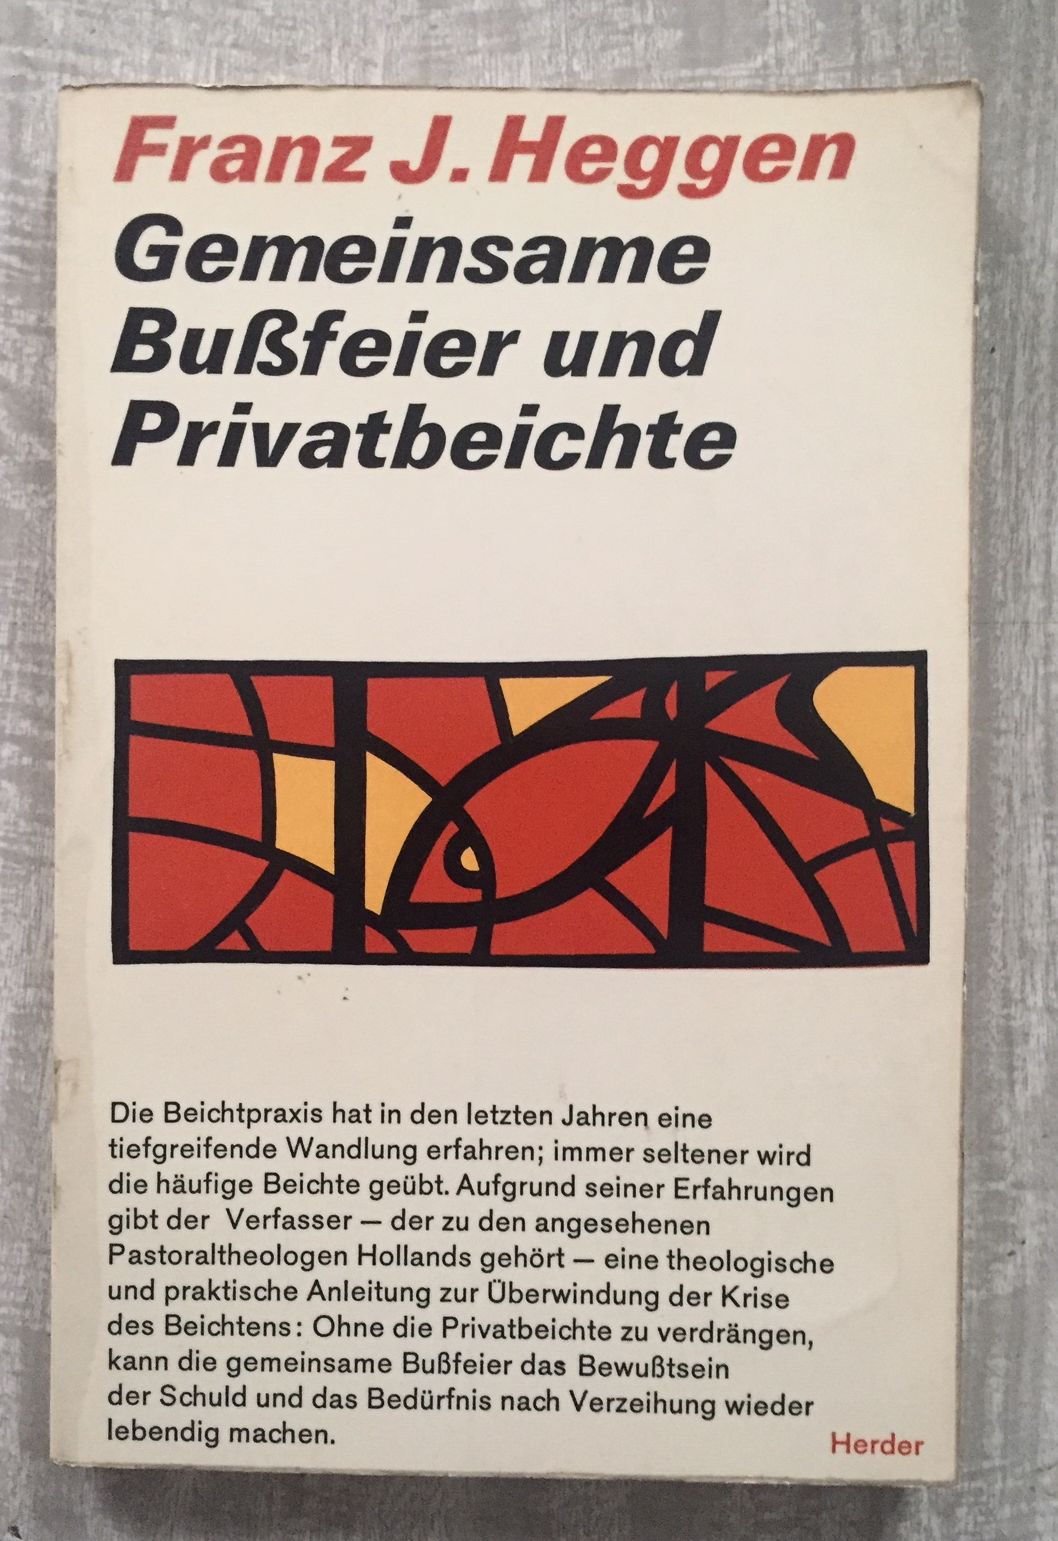 Franz J. Heggen
Gemeinsame
Bußfeier und
Privatbeichte
Die Beichtpraxis hat in den letzten Jahren eine
tiefgreifende Wandlung erfahren; immer seltener wird
die häufige Beichte geübt. Aufgrund seiner Erfahrungen
gibt der Verfasser — der zu den angesehenen
Pastoraltheologen Hollands gehört — eine theologische
und praktische Anleitung zur Überwindung der Krise
des Beichtens: Ohne die Privatbeichte zu verdrängen,
kann die gemeinsame Bußfeier das Bewußtsein
der Schuld und das Bedürfnis nach Verzeihung wieder
lebendig machen.
Herder